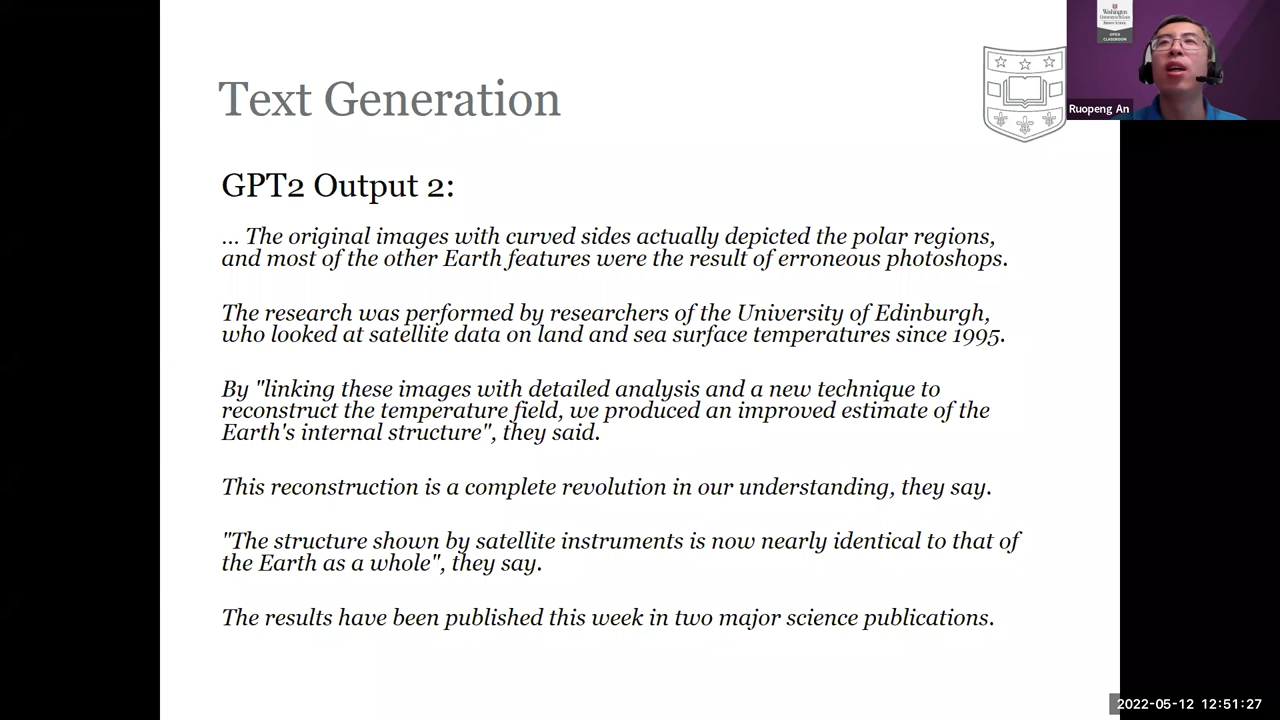 Text Generation
GPT2 Output 2:
... The original images with curved sides actually depicted the polar regions,
and most of the other Earth features were the result of erroneous photoshops.
The research was performed by researchers of the University of Edinburgh,
who looked at satellite data on land and sea surface temperatures since 1995.
By "linking these images with detailed analysis and a new technique to
reconstruct the temperature field, we produced an improved estimate of the
Earth's internal structure", they said.
This reconstruction is a complete revolution in our understanding, they say.
"The structure shown by satellite instruments is now nearly identical to that of
the Earth as a whole", they say.
The results have been published this week in two major science publications.
Washington
OPEN
CLASSROOM
Ruopeng An
2022-05-12 12:51:27